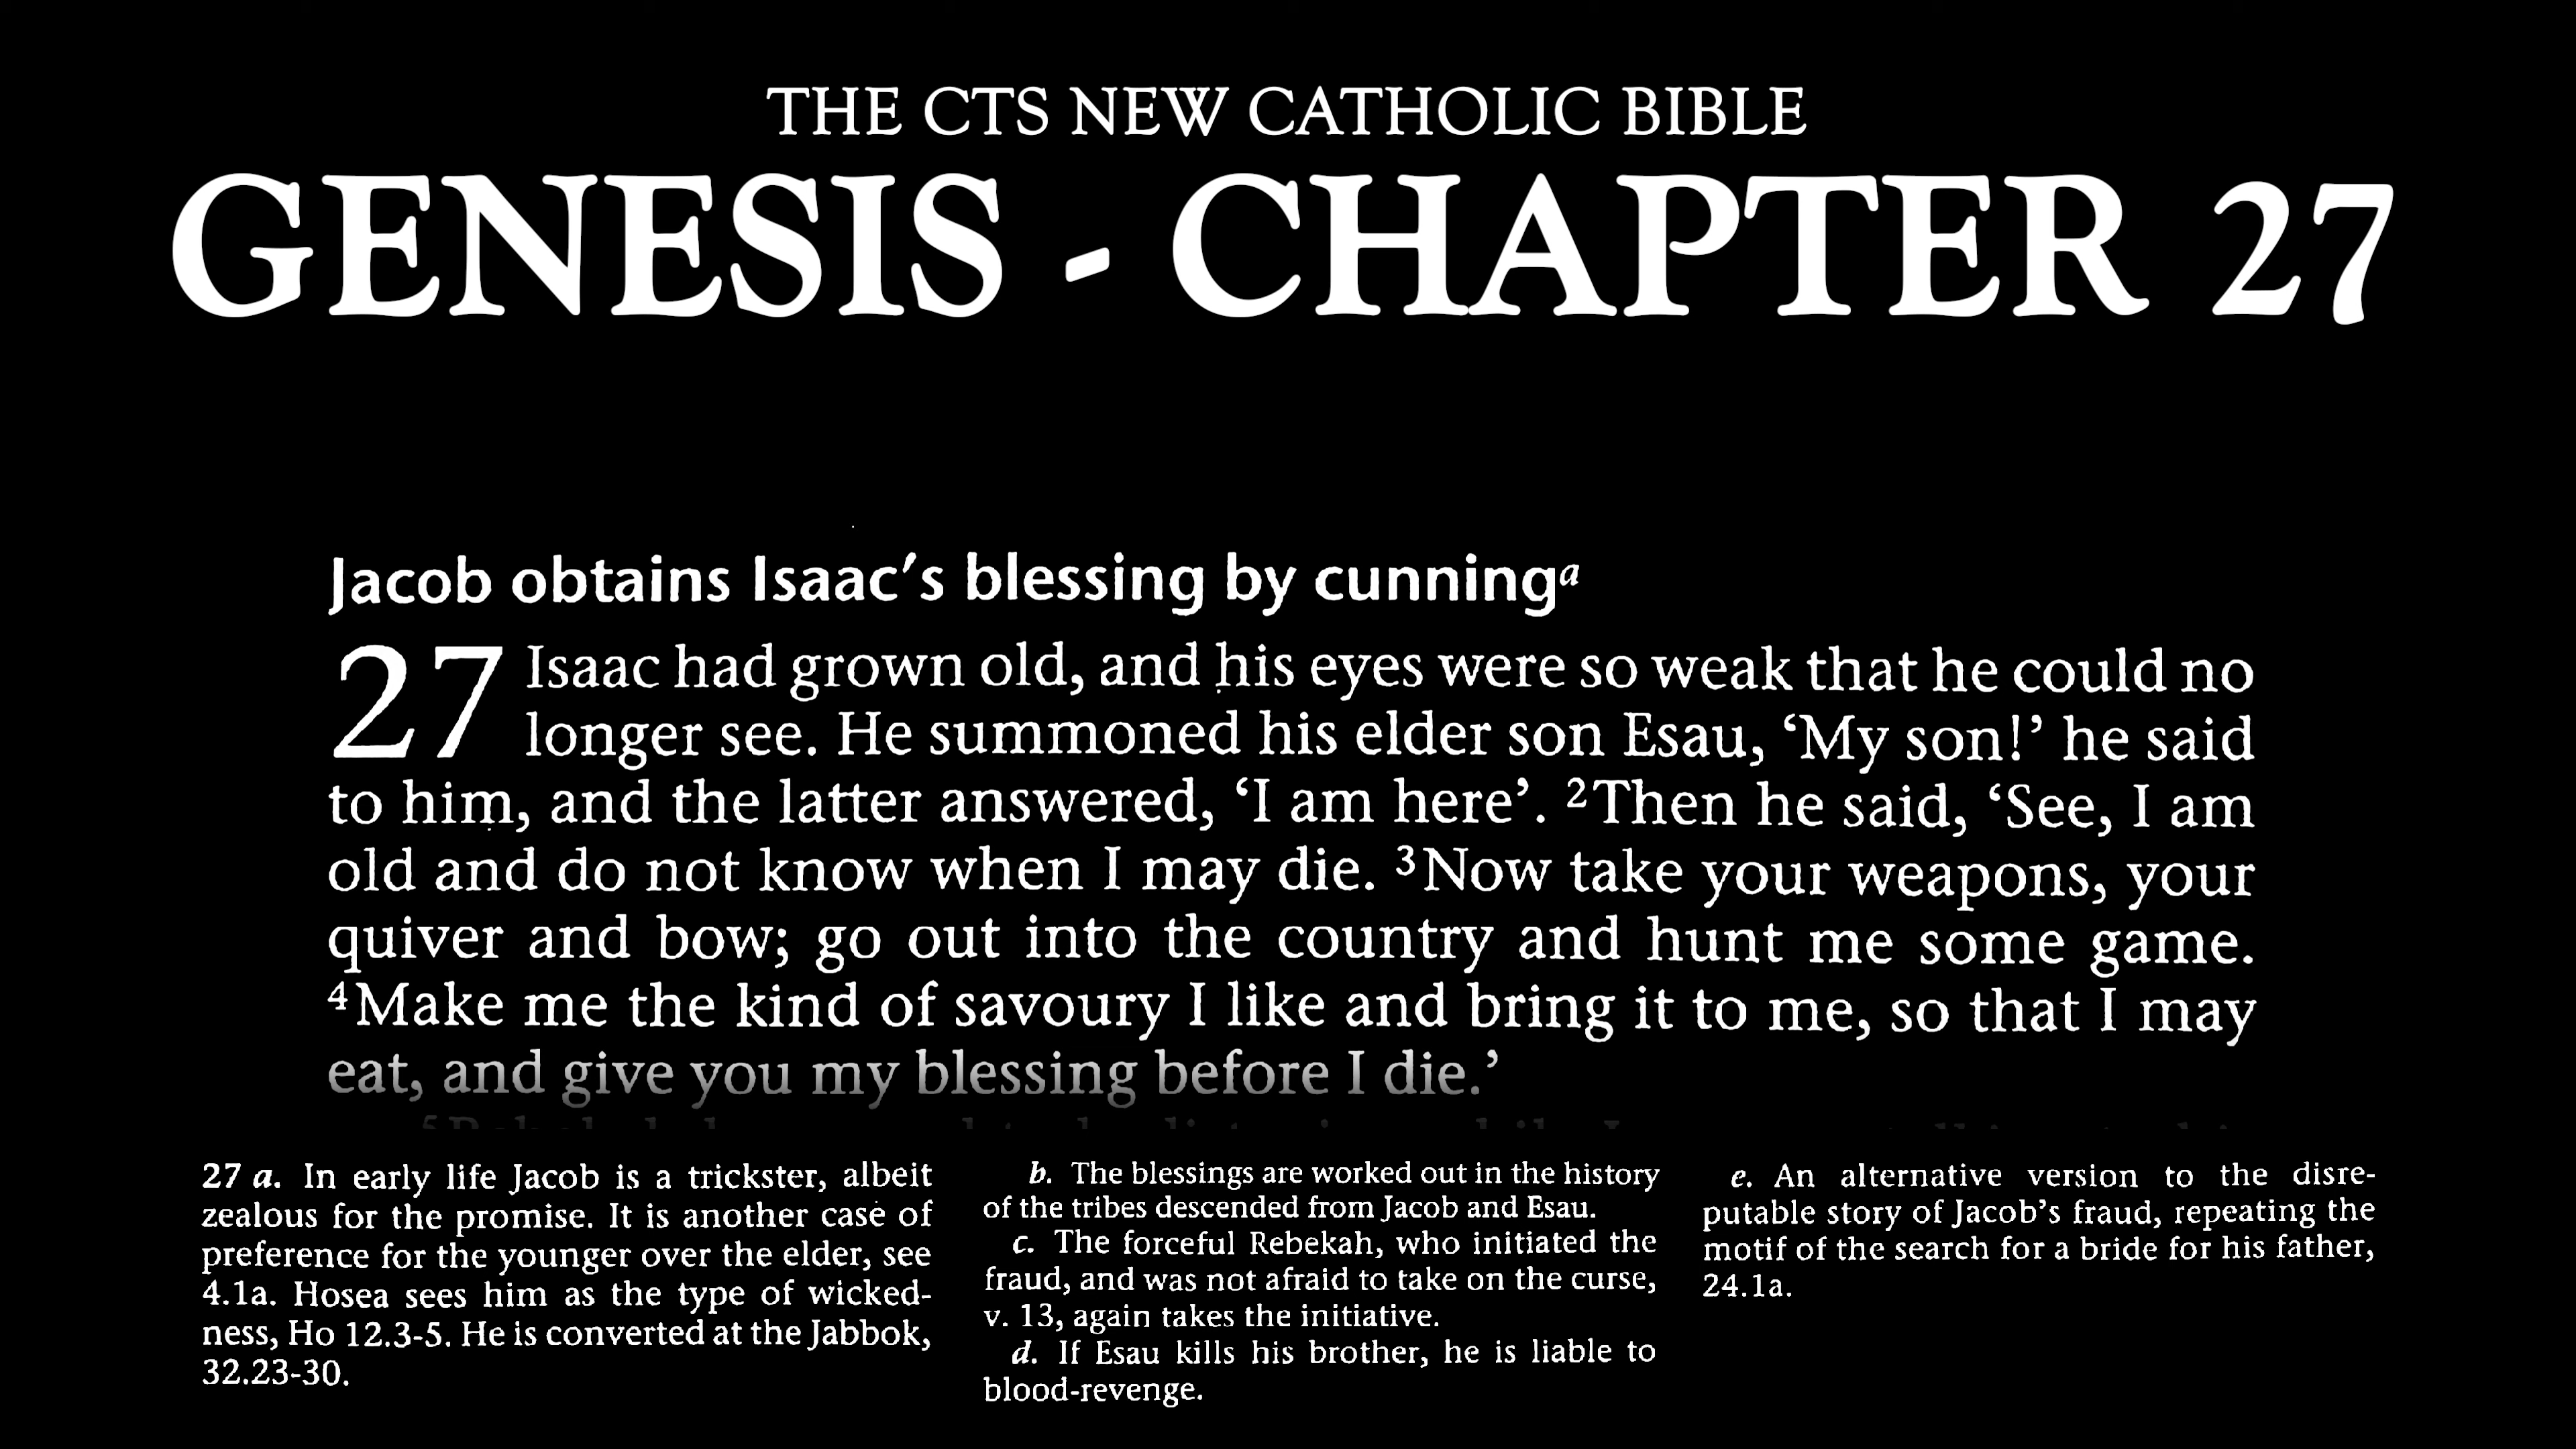 THE CTS NEW CATHOLIC BIBLE
GENESIS - CHAPTER 27
Jacob obtains Isaac's blessing by cunningᵃ
27 Isaac had grown old, and his eyes were so weak that he could no
longer see. He summoned his elder son Esau, ‘My son!’ he said
to him, and the latter answered, ‘I am here’. ²Then he said, ‘See, I am
old and do not know when I may die. ³Now take your weapons, your
quiver and bow; go out into the country and hunt me some game.
⁴Make me the kind of savoury I like and bring it to me, so that I may
eat, and give you my blessing before I die.’
27 a. In early life Jacob is a trickster, albeit
zealous for the promise. It is another case of
preference for the younger over the elder, see
4.1a. Hosea sees him as the type of wicked-
ness, Ho 12.3-5. He is converted at the Jabbok,
32.23-30.
b. The blessings are worked out in the history
of the tribes descended from Jacob and Esau.
c. The forceful Rebekah, who initiated the
fraud, and was not afraid to take on the curse,
v. 13, again takes the initiative.
d. If Esau kills his brother, he is liable to
blood-revenge.
e. An alternative version to the disre-
putable story of Jacob's fraud, repeating the
motif of the search for a bride for his father,
24.1a.